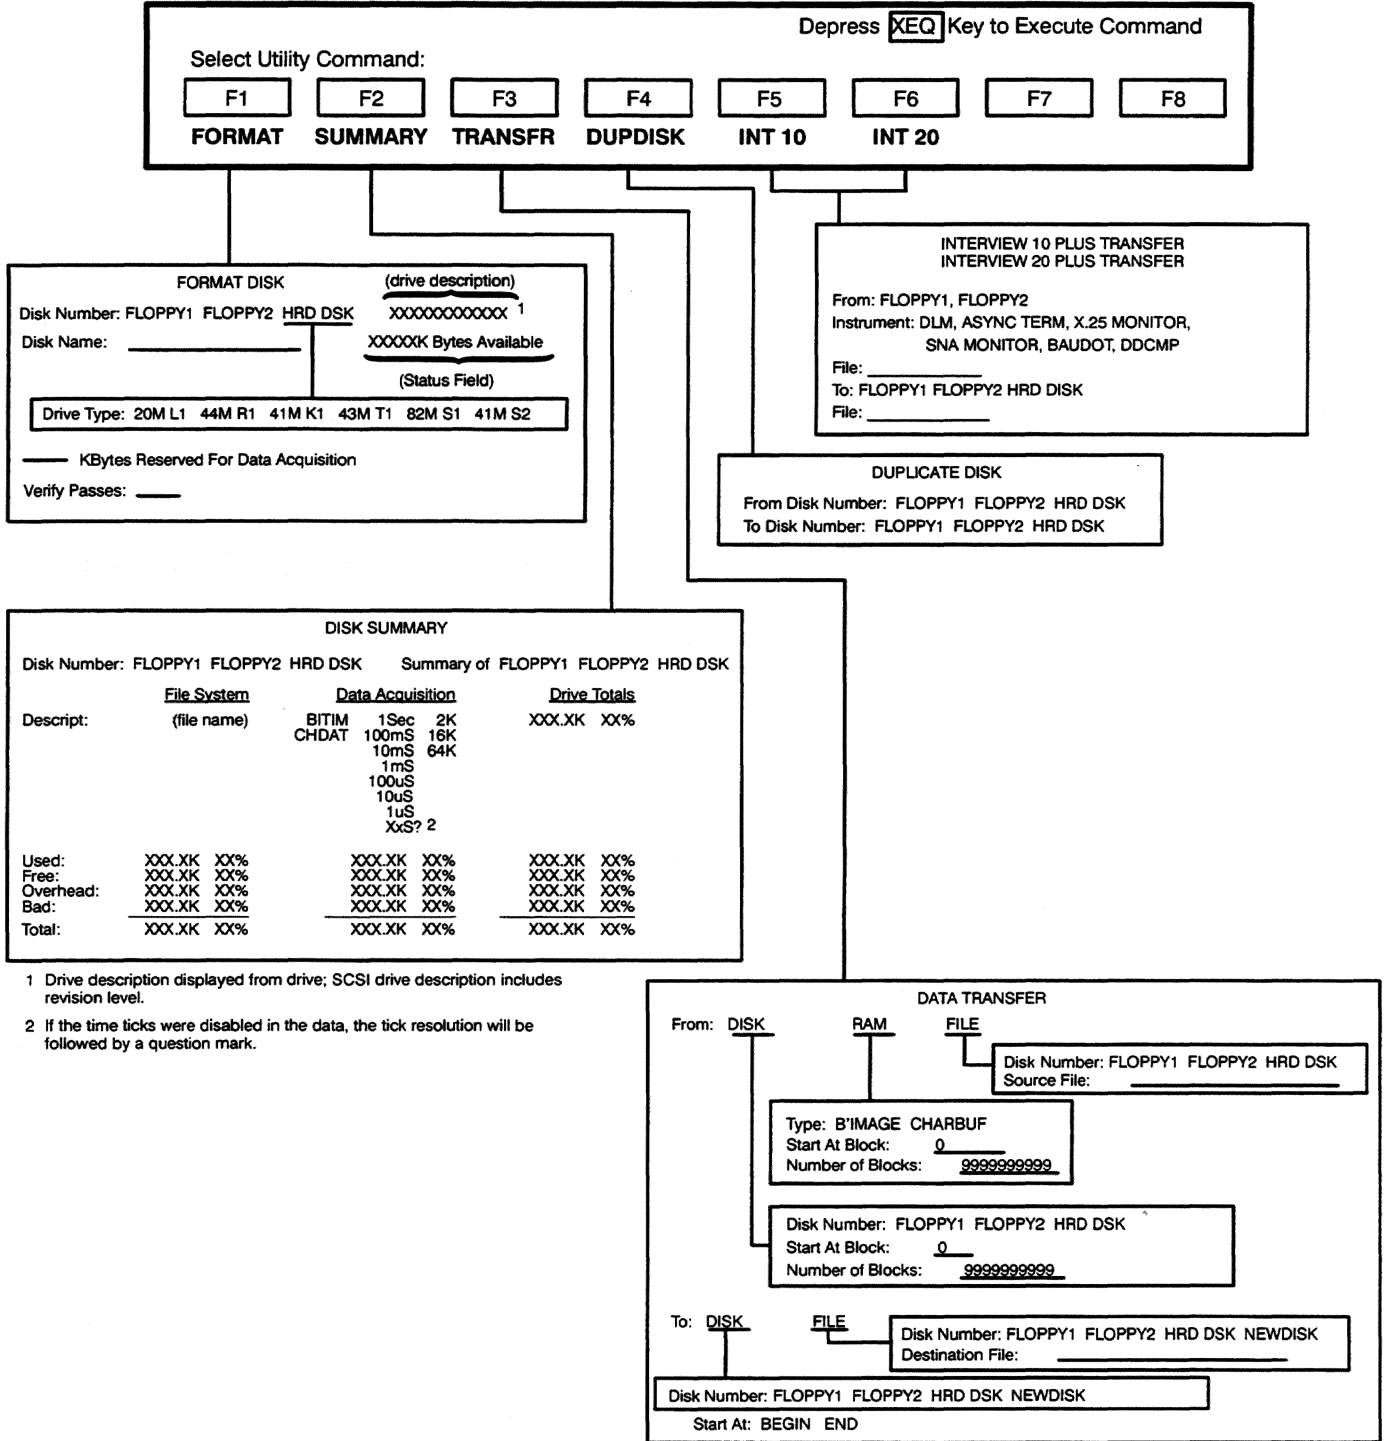 Depress XEQ Key to Execute Command
Select Utility Command:
F1 F2 F3 F4 F5 F6 F7 F8
FORMAT SUMMARY TRANSFR DUPDISK INT 10 INT 20
INTERVIEW 10 PLUS TRANSFER
INTERVIEW 20 PLUS TRANSFER
From: FLOPPY1, FLOPPY2
Instrument: DLM, ASYNC TERM, X.25 MONITOR,
SNA MONITOR, BAUDOT, DDCMP
File:
To: FLOPPY1 FLOPPY2 HRD DISK
File:
FORMAT DISK (drive description)
Disk Number: FLOPPY1 FLOPPY2 HRD DSK XXXXXXXXXXXX 1
Disk Name: XXXXXK Bytes Available
(Status Field)
Drive Type: 20M L1 44M R1 41M K1 43M T1 82M S1 41M S2
KBytes Reserved For Data Acquisition
Verify Passes:
DUPLICATE DISK
From Disk Number: FLOPPY1 FLOPPY2 HRD DSK
To Disk Number: FLOPPY1 FLOPPY2 HRD DSK
DISK SUMMARY
Disk Number: FLOPPY1 FLOPPY2 HRD DSK Summary of FLOPPY1 FLOPPY2 HRD DSK
File System Data Acquisition Drive Totals
Descript: (file name) BITIM 1Sec 2K XXX.XK XX%
CHDAT 100mS 16K
10mS 64K
1mS
100uS
10uS
1uS
XxS? 2
Used: XXX.XK XX% XXX.XK XX% XXX.XK XX%
Free: XXX.XK XX% XXX.XK XX% XXX.XK XX%
Overhead: XXX.XK XX% XXX.XK XX% XXX.XK XX%
Bad: XXX.XK XX% XXX.XK XX% XXX.XK XX%
Total: XXX.XK XX% XXX.XK XX% XXX.XK XX%
1 Drive description displayed from drive; SCSI drive description includes
revision level.
2 If the time ticks were disabled in the data, the tick resolution will be
followed by a question mark.
DATA TRANSFER
From: DISK RAM FILE
Disk Number: FLOPPY1 FLOPPY2 HRD DSK
Source File:
Type: B'IMAGE CHARBUF
Start At Block: 0
Number of Blocks: 9999999999
Disk Number: FLOPPY1 FLOPPY2 HRD DSK
Start At Block: 0
Number of Blocks: 9999999999
To: DISK FILE
Disk Number: FLOPPY1 FLOPPY2 HRD DSK NEWDISK
Destination File:
Disk Number: FLOPPY1 FLOPPY2 HRD DSK NEWDISK
Start At: BEGIN END